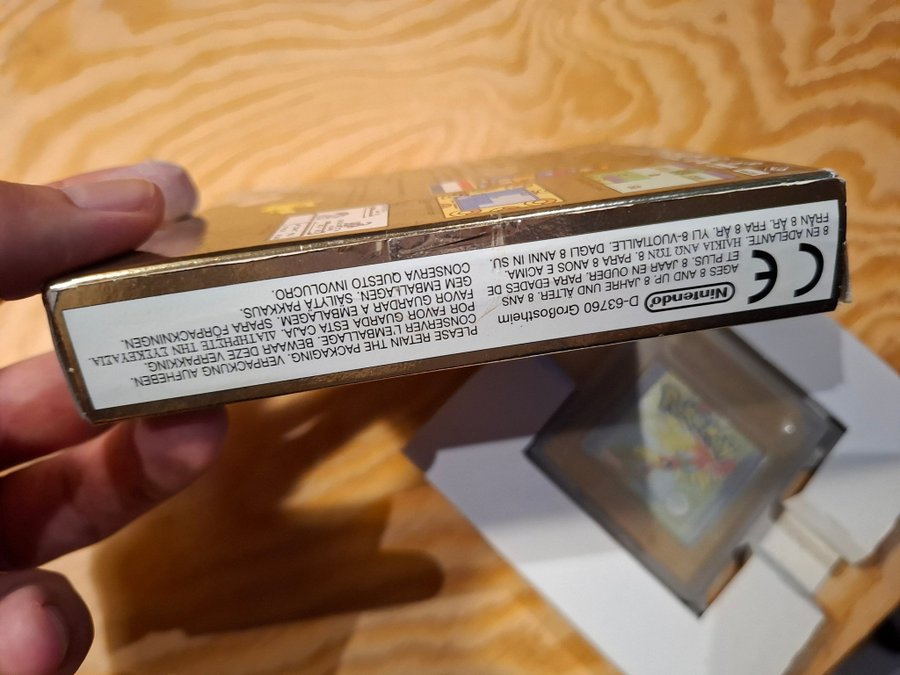 CE
Nintendo
D-63760 Großostheim
AGES 8 AND UP. 8 JAHRE UND ÄLTER. 8 ANS
ET PLUS. 8 JAAR EN OUDER. PARA EDADES DE
8 EN ADELANTE. ΗΛΙΚΙΑ ΑΝΩ ΤΩΝ 8. PARA 8 ANOS E ACIMA.
FRÅN 8 ÅR. FRA 8 ÅR. YLI 8-VUOTIAILLE. DAGLI 8 ANNI IN SU.
PLEASE RETAIN THE PACKAGING. VERPACKUNG AUFHEBEN.
CONSERVER L'EMBALLAGE. BEWAAR DEZE VERPAKKING.
POR FAVOR GUARDA ESTA CAJA. ΔΙΑΤΗΡΗΣΤΕ ΤΗΝ ΣΥΣΚΕΥΑΣΙΑ.
FAVOR GUARDAR A EMBALAGEM. SPARA FÖRPACKNINGEN.
GEM EMBALLAGEN. SÄILYTÄ PAKKAUS.
CONSERVA QUESTO INVOLUCRO.